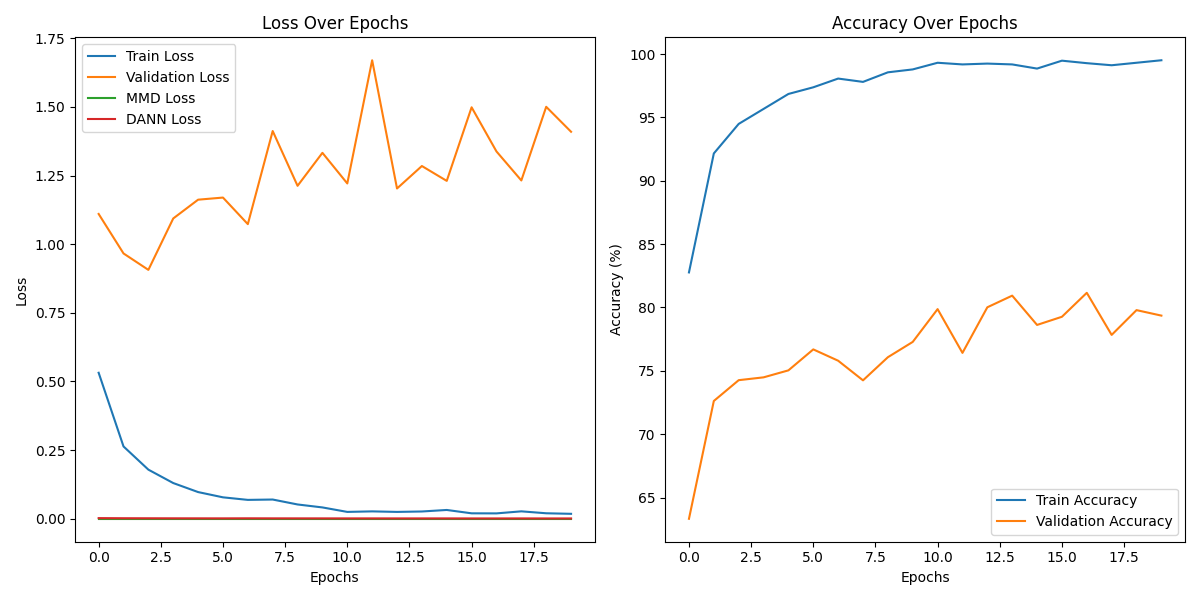 Loss Over Epochs
1.75
1.50
1.25
1.00
0.75
0.50
0.25
0.00
Loss
Train Loss
Validation Loss
MMD Loss
DANN Loss
0.0 2.5 5.0 7.5 10.0 12.5 15.0 17.5
Epochs
Accuracy Over Epochs
100
95
90
85
80
75
70
65
Accuracy (%)
Train Accuracy
Validation Accuracy
0.0 2.5 5.0 7.5 10.0 12.5 15.0 17.5
Epochs